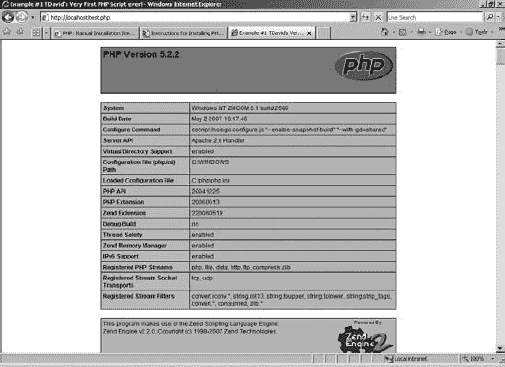 Example #1 TDavid's Very First PHP Script ever! - Windows Internet Explorer
http://localhost/test.php
Live Search
PHP: Manual Installation Ste...
Instructions for Installing
Example #1 TDavid's Ver...
Page
PHP Version 5.2.2
php
System Windows NT 5.1 build 2600
Build Date May 2 2007
Configure Command cscript /nologo configure.js "--enable-snapshot-build" "--with-gd=shared"
Server API Apache 2.0 Handler
Virtual Directory Support enabled
Configuration File (php.ini) C:\WINDOWS
Path
Loaded Configuration File C:\php\php.ini
PHP API 20041225
PHP Extension 20060613
Zend Extension 220060519
Debug Build no
Thread Safety enabled
Zend Memory Manager enabled
IPv6 Support enabled
Registered PHP Streams php, file, data, http, ftp, compress.zlib
Registered Stream Socket tcp, udp
Transports
Registered Stream Filters convert.iconv.*, string.rot13, string.toupper, string.tolower, string.strip_tags,
convert.*, consumed, zlib.*
This program makes use of the Zend Scripting Language Engine:
Zend Engine v2.2.0, Copyright (c) 1998-2007 Zend Technologies
Powered By
Zend
Engine 2
Local intranet
100%